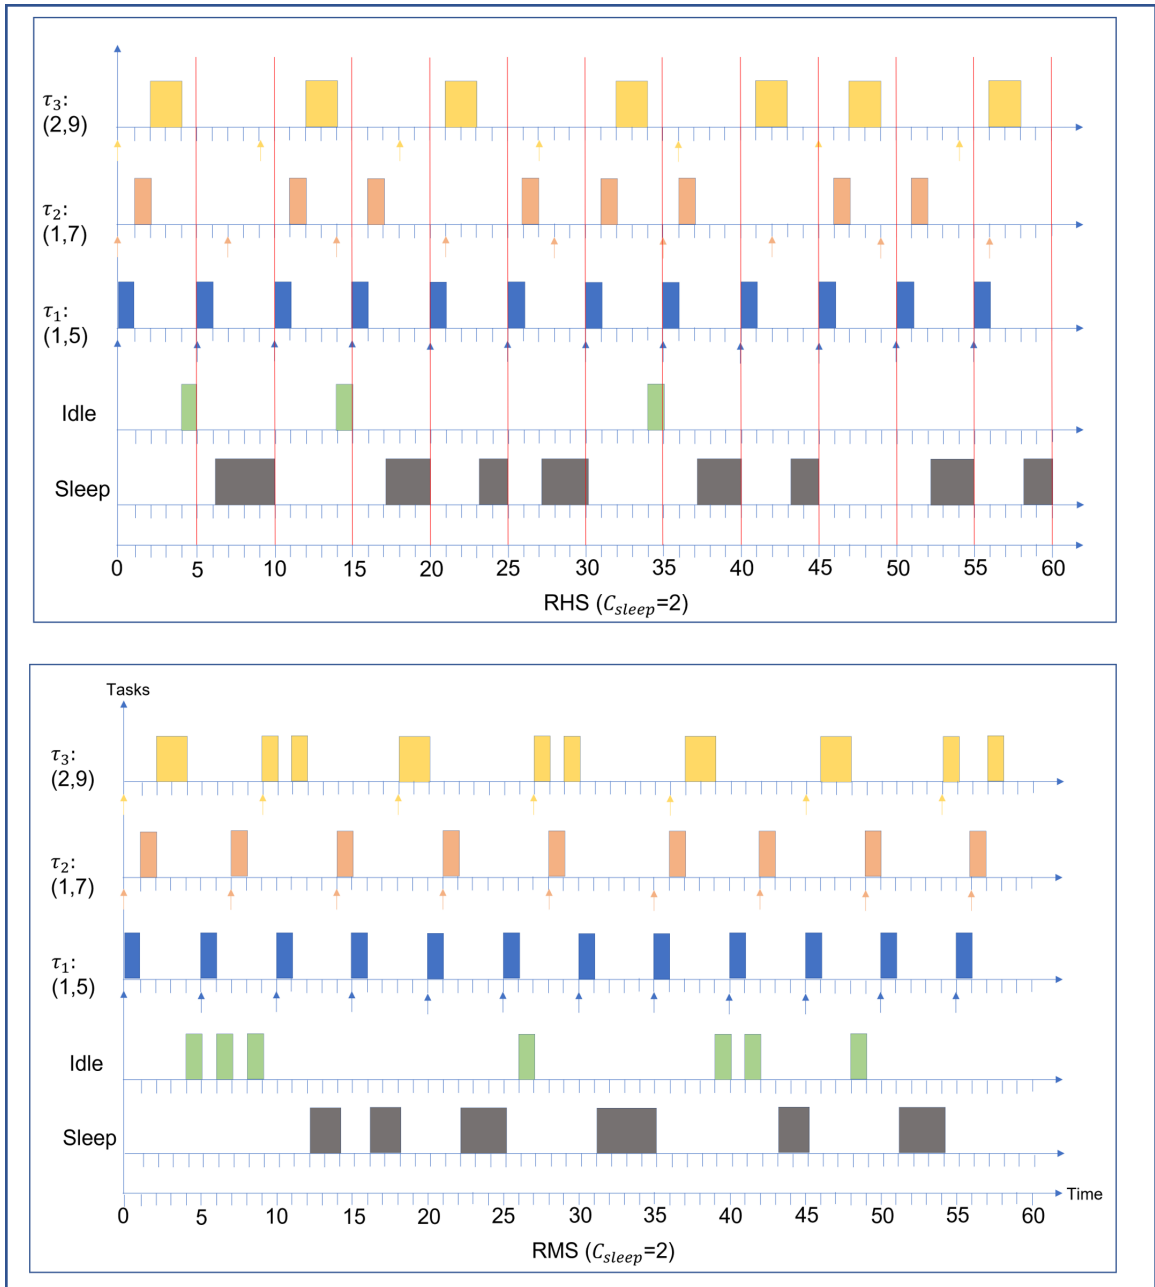 τ₃:
(2,9)
τ₂:
(1,7)
τ₁:
(1,5)
Idle
Sleep
0 5 10 15 20 25 30 35 40 45 50 55 60
RHS (C_sleep=2)
Tasks
τ₃:
(2,9)
τ₂:
(1,7)
τ₁:
(1,5)
Idle
Sleep
Time
0 5 10 15 20 25 30 35 40 45 50 55 60
RMS (C_sleep=2)